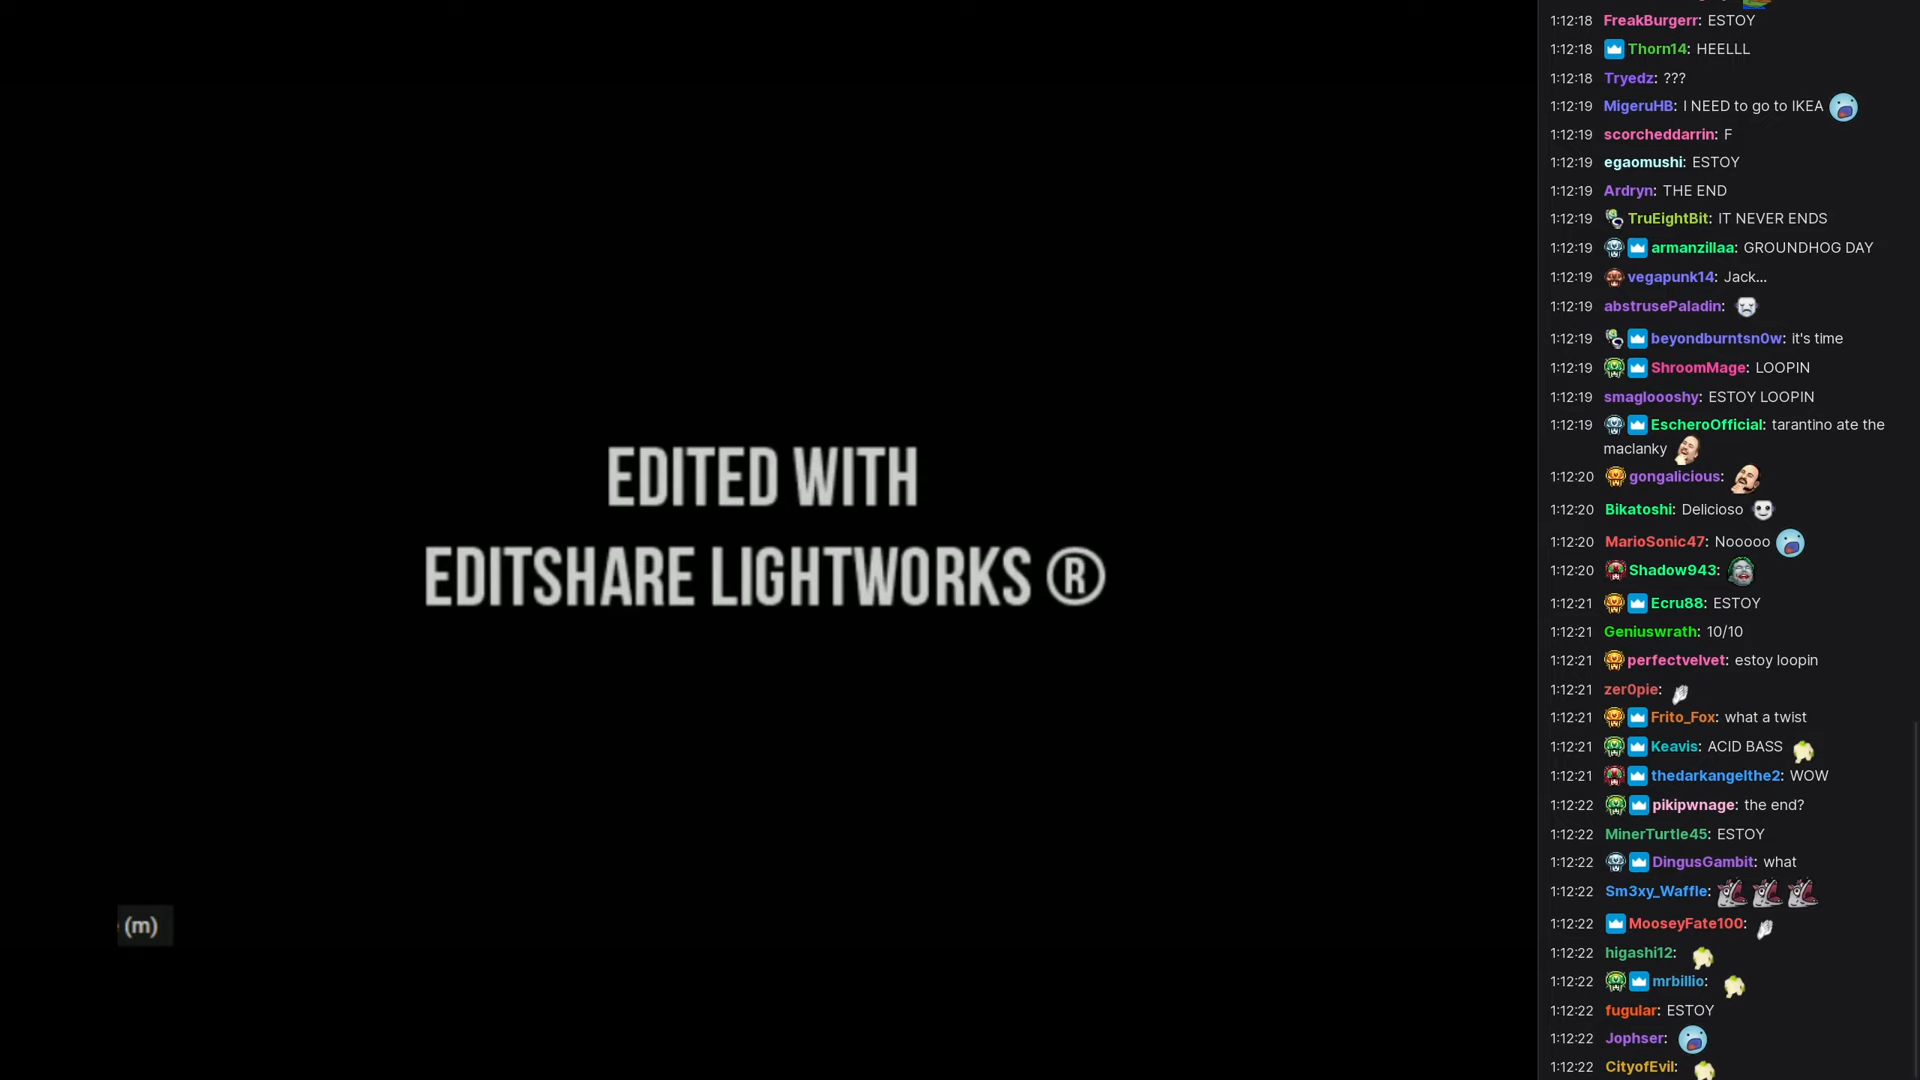 EDITED WITH
EDITSHARE LIGHTWORKS ®
(m)
1:12:18 FreakBurgerr: ESTOY
1:12:18 Thorn14: HEELLL
1:12:18 Tryedz: ???
1:12:19 MigeruHB: I NEED to go to IKEA
1:12:19 scorcheddarrin: F
1:12:19 egaomushi: ESTOY
1:12:19 Ardryn: THE END
1:12:19 TruEightBit: IT NEVER ENDS
1:12:19 armanzillaa: GROUNDHOG DAY
1:12:19 vegapunk14: Jack...
1:12:19 abstrusePaladin:
1:12:19 beyondburntsn0w: it's time
1:12:19 ShroomMage: LOOPIN
1:12:19 smagloooshy: ESTOY LOOPIN
1:12:19 EscheroOfficial: tarantino ate the
maclanky
1:12:20 gongalicious:
1:12:20 Bikatoshi: Delicioso
1:12:20 MarioSonic47: Nooooo
1:12:20 Shadow943:
1:12:21 Ecru88: ESTOY
1:12:21 Geniuswrath: 10/10
1:12:21 perfectvelvet: estoy loopin
1:12:21 zer0pie:
1:12:21 Frito_Fox: what a twist
1:12:21 Keavis: ACID BASS
1:12:21 thedarkangelthe2: WOW
1:12:22 pikipwnage: the end?
1:12:22 MinerTurtle45: ESTOY
1:12:22 DingusGambit: what
1:12:22 Sm3xy_Waffle:
1:12:22 MooseyFate100:
1:12:22 higashi12:
1:12:22 mrbillio:
1:12:22 fugular: ESTOY
1:12:22 Jophser:
1:12:22 CityofEvil: